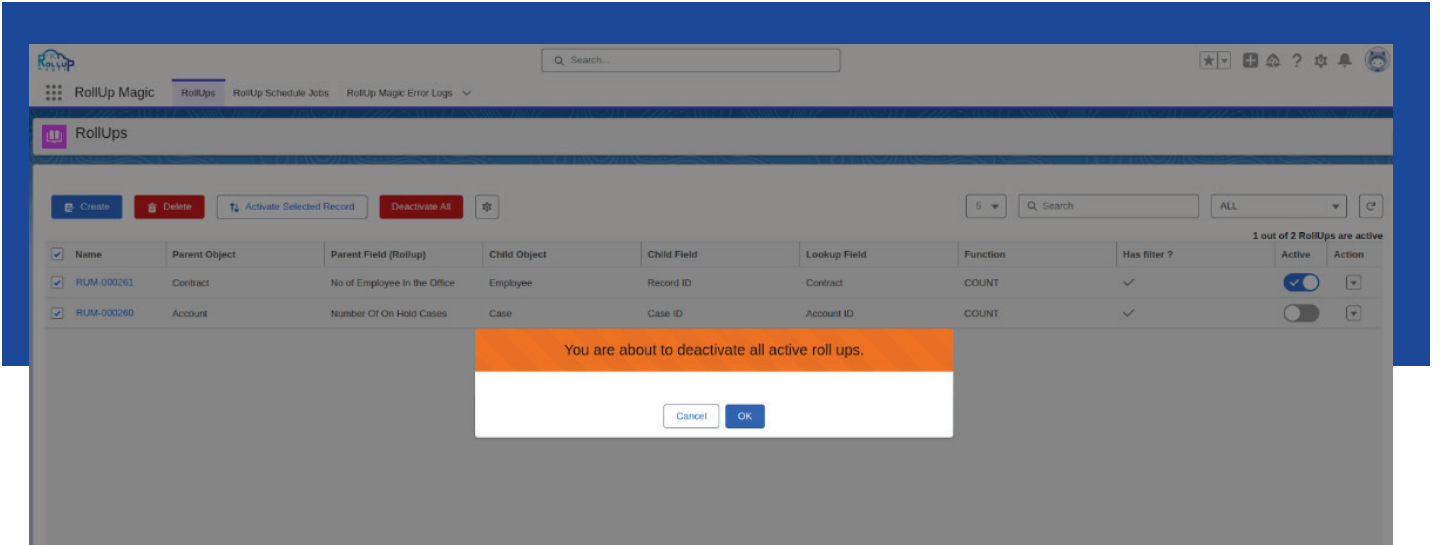 RollUp
Search...
RollUp Magic RollUps RollUp Schedule Jobs RollUp Magic Error Logs
RollUps
Create Delete Activate Selected Record Deactivate All 5 Search ALL
1 out of 2 RollUps are active
Name Parent Object Parent Field (Rollup) Child Object Child Field Lookup Field Function Has filter ? Active Action
RUM-000261 Contract No of Employee In the Office Employee Record ID Contract COUNT
RUM-000260 Account Number Of On Hold Cases Case Case ID Account ID COUNT
You are about to deactivate all active roll ups.
Cancel OK